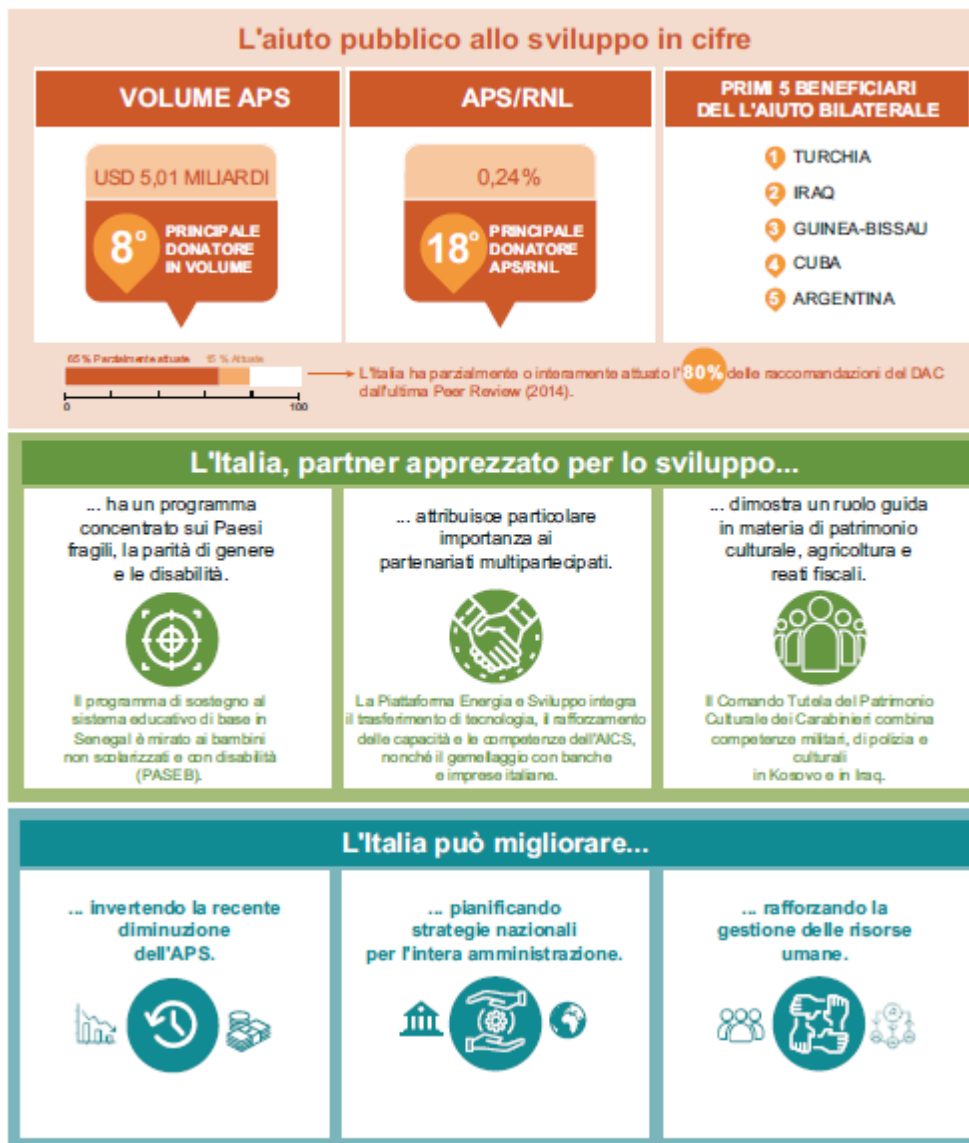 L'aiuto pubblico allo sviluppo in cifre
VOLUME APS
USD 5,01 MILIARDI
8°
PRINCIPALE
DONATORE
IN VOLUME
APS/RNL
0,24%
18°
PRINCIPALE
DONATORE
APS/RNL
PRIMI 5 BENEFICIARI
DEL L'AIUTO BILATERALE
1 TURCHIA
2 IRAQ
3 GUINEA-BISSAU
4 CUBA
5 ARGENTINA
65 % Parzialmente attuate 15 % Attuate
0 100
L'Italia ha parzialmente o interamente attuato l'80% delle raccomandazioni del DAC
dall'ultima Peer Review (2014).
L'Italia, partner apprezzato per lo sviluppo...
... ha un programma
concentrato sui Paesi
fragili, la parità di genere
e le disabilità.
Il programma di sostegno al
sistema educativo di base in
Senegal è mirato ai bambini
non scolarizzati e con disabilità
(PASEB).
... attribuisce particolare
importanza ai
partenariati multipartecipati.
La Piattaforma Energia e Sviluppo integra
il trasferimento di tecnologia, il rafforzamento
delle capacità e le competenze dell'AICS,
nonché il gemellaggio con banche
e imprese italiane.
... dimostra un ruolo guida
in materia di patrimonio
culturale, agricoltura e
reati fiscali.
Il Comando Tutela del Patrimonio
Culturale dei Carabinieri combina
competenze militari, di polizia e
culturali
in Kosovo e in Iraq.
L'Italia può migliorare...
... invertendo la recente
diminuzione
dell'APS.
... pianificando
strategie nazionali
per l'intera amministrazione.
... rafforzando la
gestione delle risorse
umane.